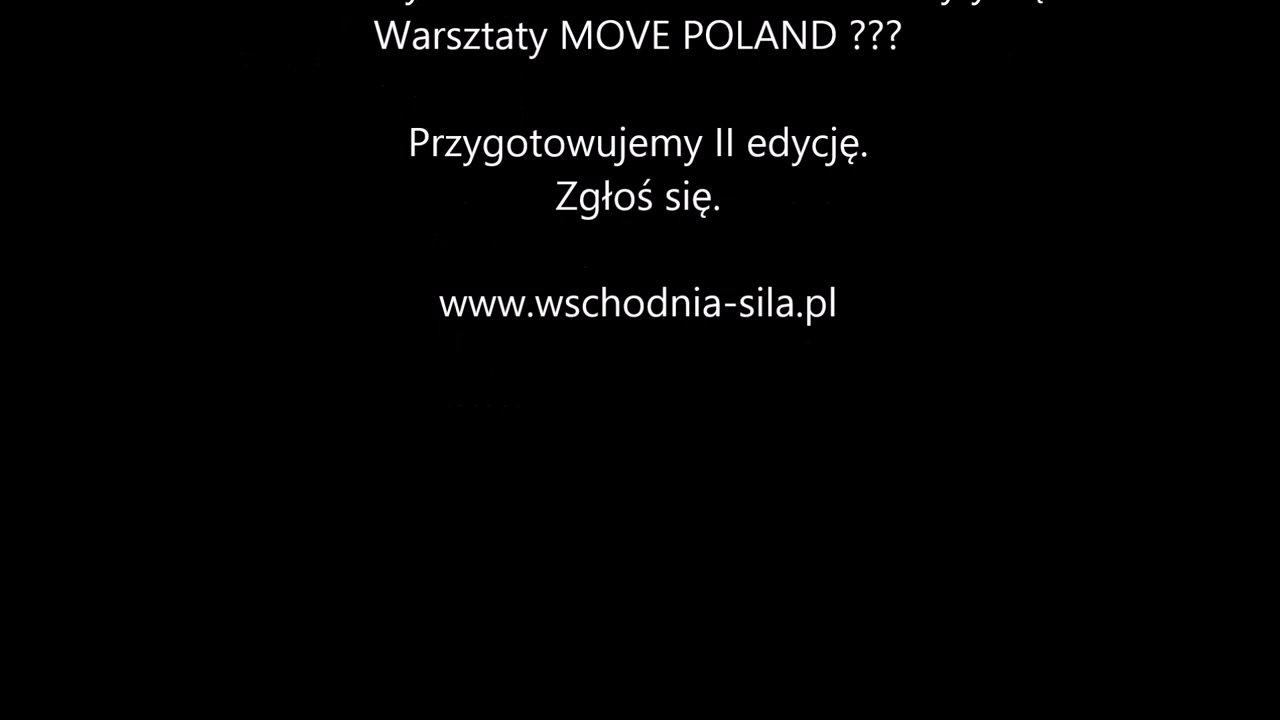 Warsztaty MOVE POLAND ???
Przygotowujemy II edycję.
Zgłoś się.
www.wschodnia-sila.pl